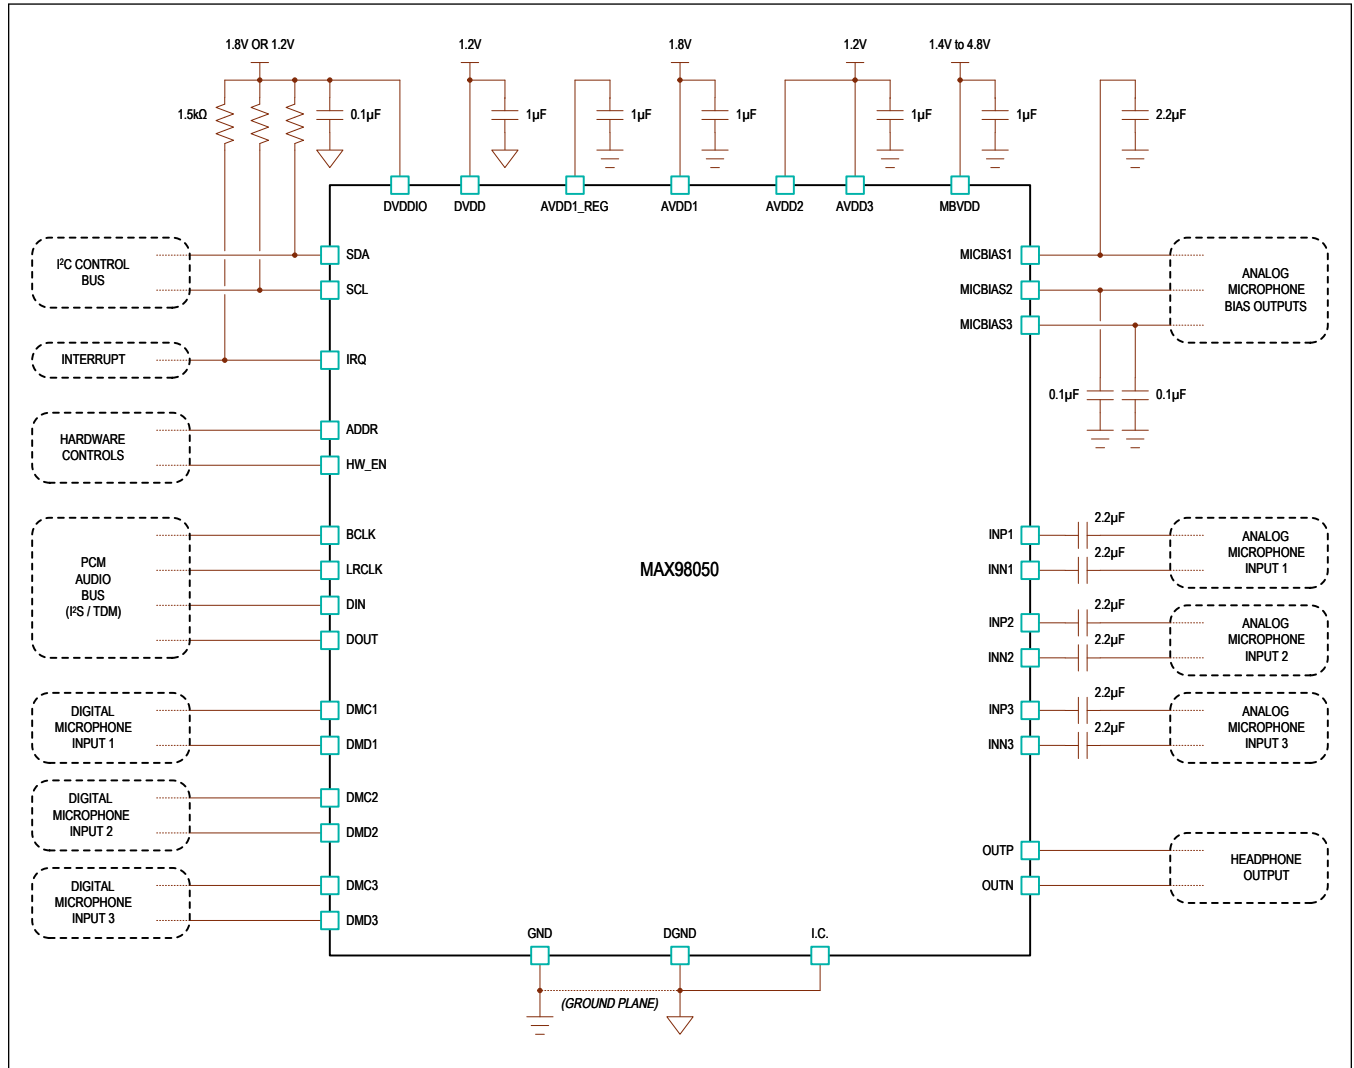 1.8V OR 1.2V
1.2V
1.8V
1.2V
1.4V to 4.8V
1.5kΩ
0.1µF
1µF
1µF
1µF
1µF
1µF
2.2µF
DVDDIO
DVDD
AVDD1_REG
AVDD1
AVDD2
AVDD3
MBVDD
I²C CONTROL
BUS
SDA
SCL
MICBIAS1
MICBIAS2
MICBIAS3
ANALOG
MICROPHONE
BIAS OUTPUTS
INTERRUPT
IRQ
0.1µF
0.1µF
HARDWARE
CONTROLS
ADDR
HW_EN
PCM
AUDIO
BUS
(I²S / TDM)
BCLK
LRCLK
DIN
DOUT
MAX98050
INP1
INN1
2.2µF
2.2µF
ANALOG
MICROPHONE
INPUT 1
INP2
INN2
2.2µF
2.2µF
ANALOG
MICROPHONE
INPUT 2
DIGITAL
MICROPHONE
INPUT 1
DMC1
DMD1
INP3
INN3
2.2µF
2.2µF
ANALOG
MICROPHONE
INPUT 3
DIGITAL
MICROPHONE
INPUT 2
DMC2
DMD2
DIGITAL
MICROPHONE
INPUT 3
DMC3
DMD3
OUTP
OUTN
HEADPHONE
OUTPUT
GND
DGND
I.C.
(GROUND PLANE)